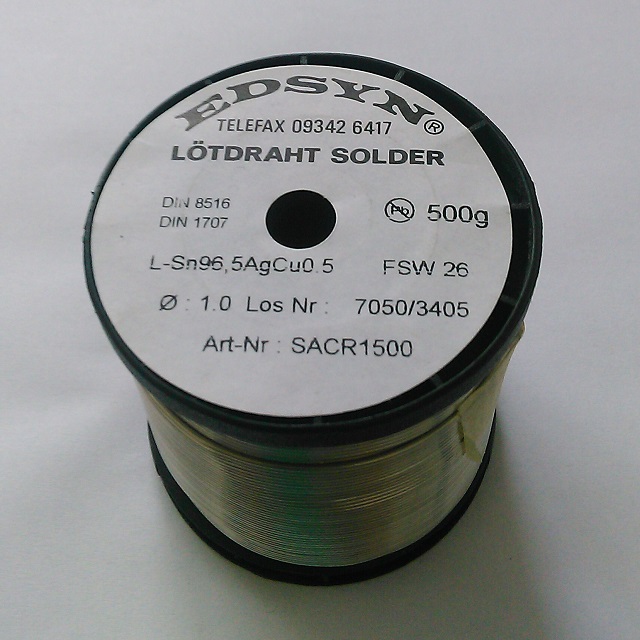 EDSYN®
TELEFAX 09342 6417
LÖTDRAHT SOLDER
DIN 8516
DIN 1707
Pb 500g
L-Sn96,5AgCu0.5 FSW 26
Ø : 1.0 Los Nr : 7050/3405
Art-Nr : SACR1500